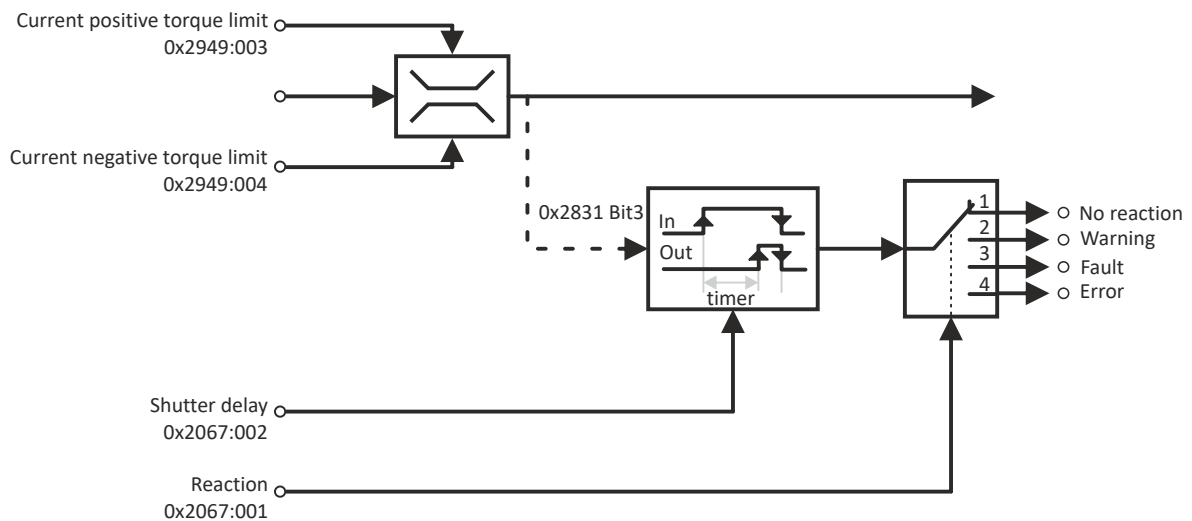 Current positive torque limit
0x2949:003
Current negative torque limit
0x2949:004
0x2831 Bit3
In
Out
timer
1
2
3
4
No reaction
Warning
Fault
Error
Shutter delay
0x2067:002
Reaction
0x2067:001